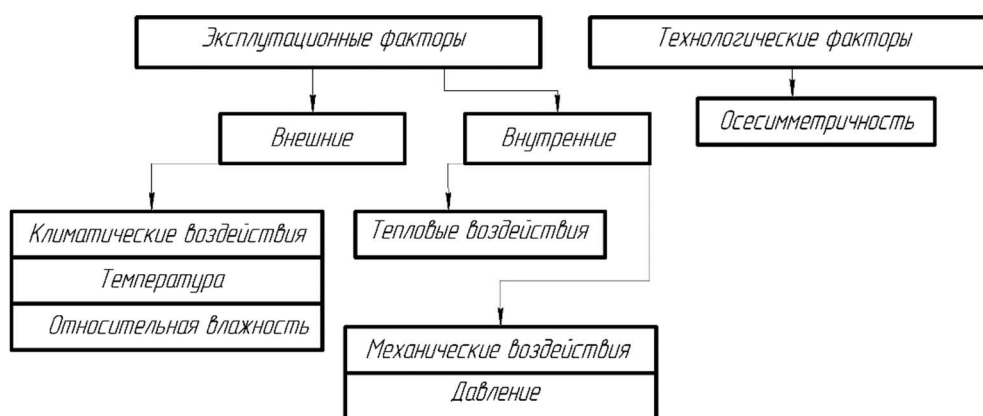 Эксплутационные факторы
Технологические факторы
Внешние
Внутренние
Осесимметричность
Климатические воздействия
Температура
Относительная влажность
Тепловые воздействия
Механические воздействия
Давление